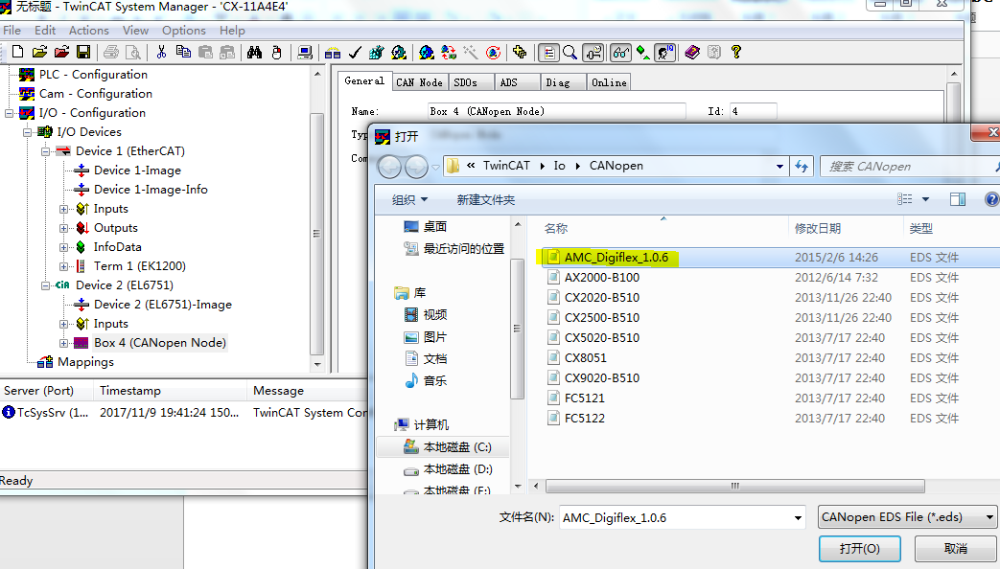 无标题 - TwinCAT System Manager - 'CX-11A4E4'
File Edit Actions View Options Help
PLC - Configuration
Cam - Configuration
I/O - Configuration
I/O Devices
Device 1 (EtherCAT)
Device 1-Image
Device 1-Image-Info
Inputs
Outputs
InfoData
Term 1 (EK1200)
Device 2 (EL6751)
Device 2 (EL6751)-Image
Inputs
Box 4 (CANopen Node)
Mappings
General CAN Node SDOs ADS Diag Online
Name: Box 4 (CANopen Node) Id: 4
Server (Port) Timestamp Message
TcSysSrv (1... 2017/11/9 19:41:24 150... TwinCAT System Con
Ready
打开
« TwinCAT Io CANopen
搜索 CANopen
组织 新建文件夹
桌面
最近访问的位置
库
视频
图片
文档
音乐
计算机
本地磁盘 (C:)
本地磁盘 (D:)
本地磁盘 (E:)
名称 修改日期 类型
AMC_Digiflex_1.0.6 2015/2/6 14:26 EDS 文件
AX2000-B100 2012/6/14 7:32 EDS 文件
CX2020-B510 2013/11/26 22:40 EDS 文件
CX2500-B510 2013/11/26 22:40 EDS 文件
CX5020-B510 2013/7/17 22:40 EDS 文件
CX8051 2013/7/17 22:40 EDS 文件
CX9020-B510 2013/7/17 22:40 EDS 文件
FC5121 2013/7/17 22:40 EDS 文件
FC5122 2013/7/17 22:40 EDS 文件
文件名(N): AMC_Digiflex_1.0.6 CANopen EDS File (*.eds)
打开(O) 取消